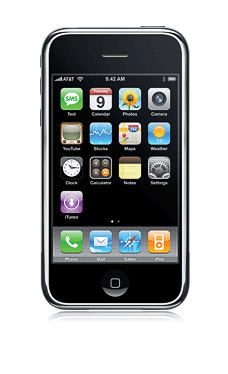 AT&T 9:42 AM
SMS Tuesday 9
Text Calendar Photos Camera
YouTube Stocks Maps Weather
Clock Calculator Notes Settings
iTunes
Phone Mail Safari iPod